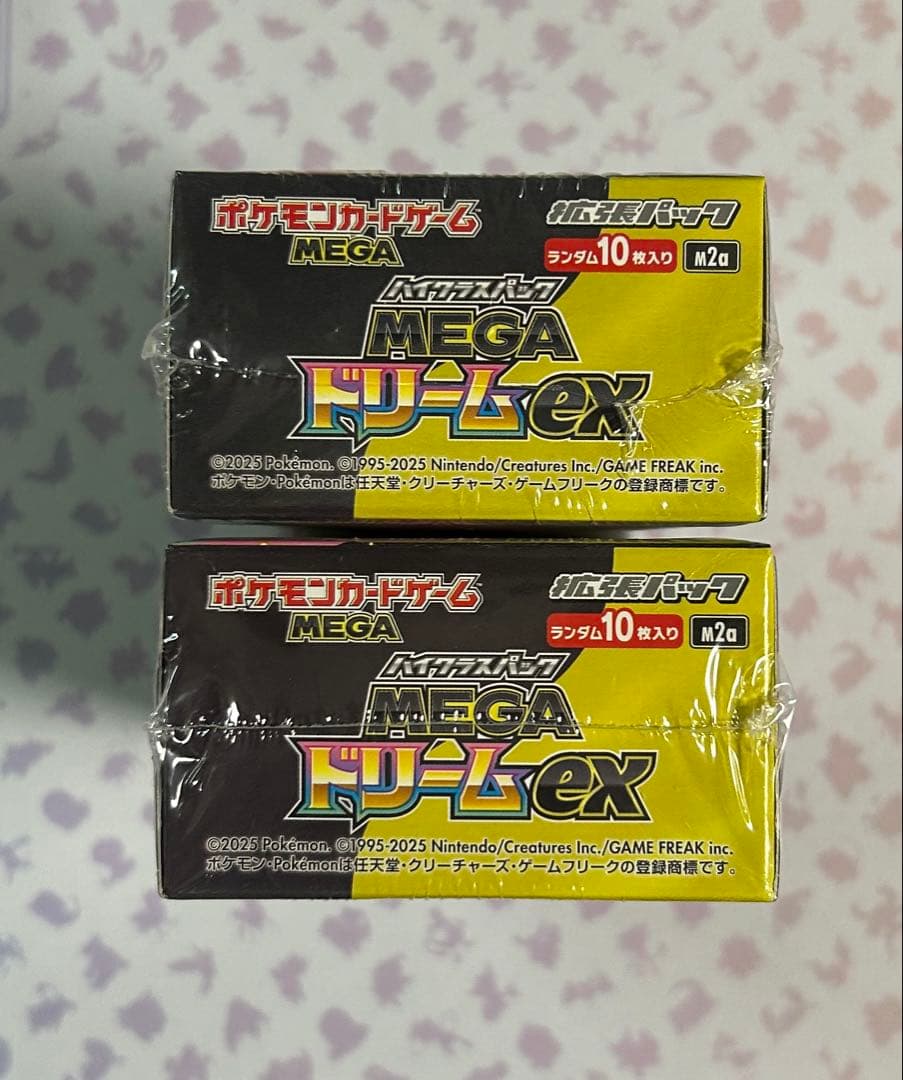 ポケモンカードゲーム
MEGA
拡張パック
ランダム10枚入り M2a
ハイクラスパック
MEGA
ドリームex
©2025 Pokémon. ©1995-2025 Nintendo/Creatures Inc./GAME FREAK inc.
ポケモン・Pokémonは任天堂・クリーチャーズ・ゲームフリークの登録商標です。
ポケモンカードゲーム
MEGA
拡張パック
ランダム10枚入り M2a
ハイクラスパック
MEGA
ドリームex
©2025 Pokémon. ©1995-2025 Nintendo/Creatures Inc./GAME FREAK inc.
ポケモン・Pokémonは任天堂・クリーチャーズ・ゲームフリークの登録商標です。